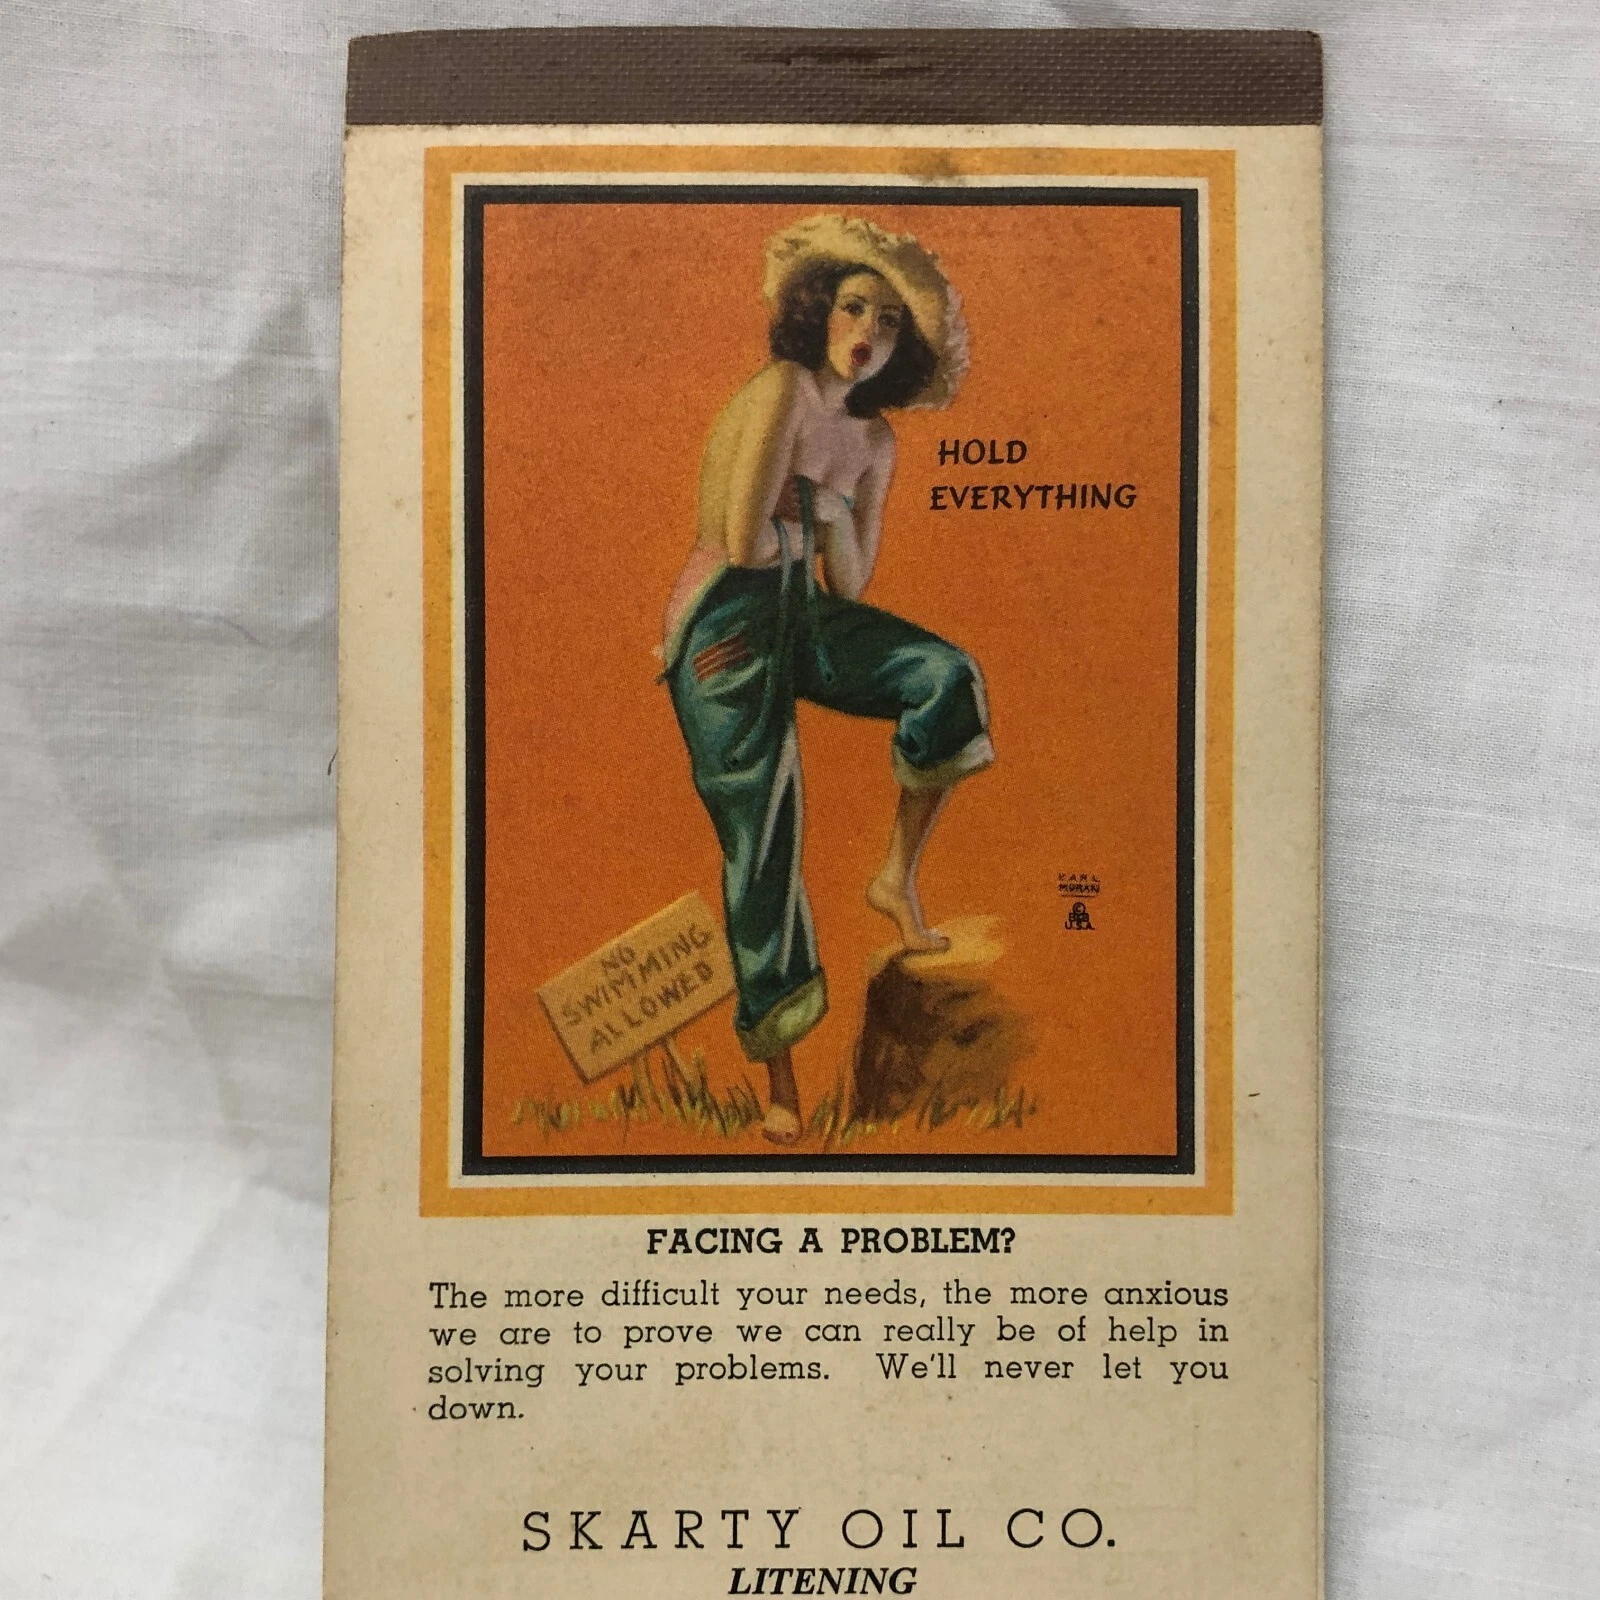 HOLD
EVERYTHING
EARL
MORAN
©
B&B
U.S.A.
NO
SWIMMING
ALLOWED
FACING A PROBLEM?
The more difficult your needs, the more anxious
we are to prove we can really be of help in
solving your problems. We'll never let you
down.
SKARTY OIL CO.
LITENING